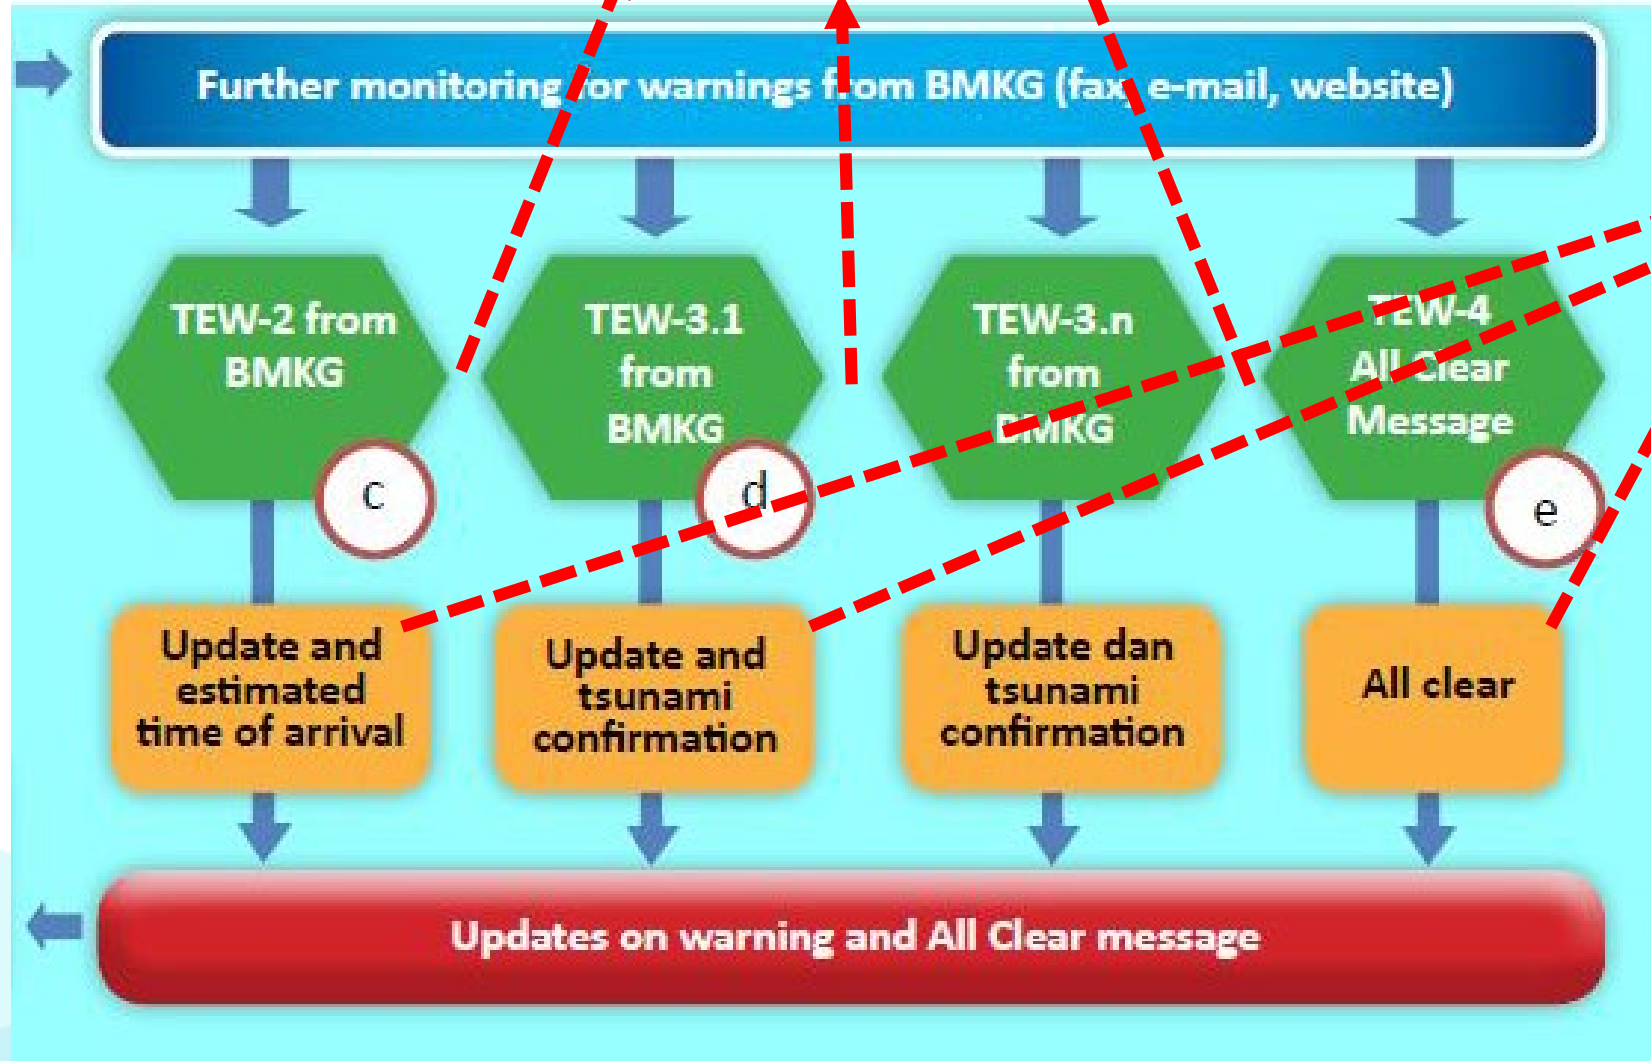 Further monitoring for warnings from BMKG (fax, e-mail, website)
TEW-2 from
BMKG
c
TEW-3.1
from
BMKG
d
TEW-3.n
from
BMKG
TEW-4
All Clear
Message
e
Update and
estimated
time of arrival
Update and
tsunami
confirmation
Update dan
tsunami
confirmation
All clear
Updates on warning and All Clear message